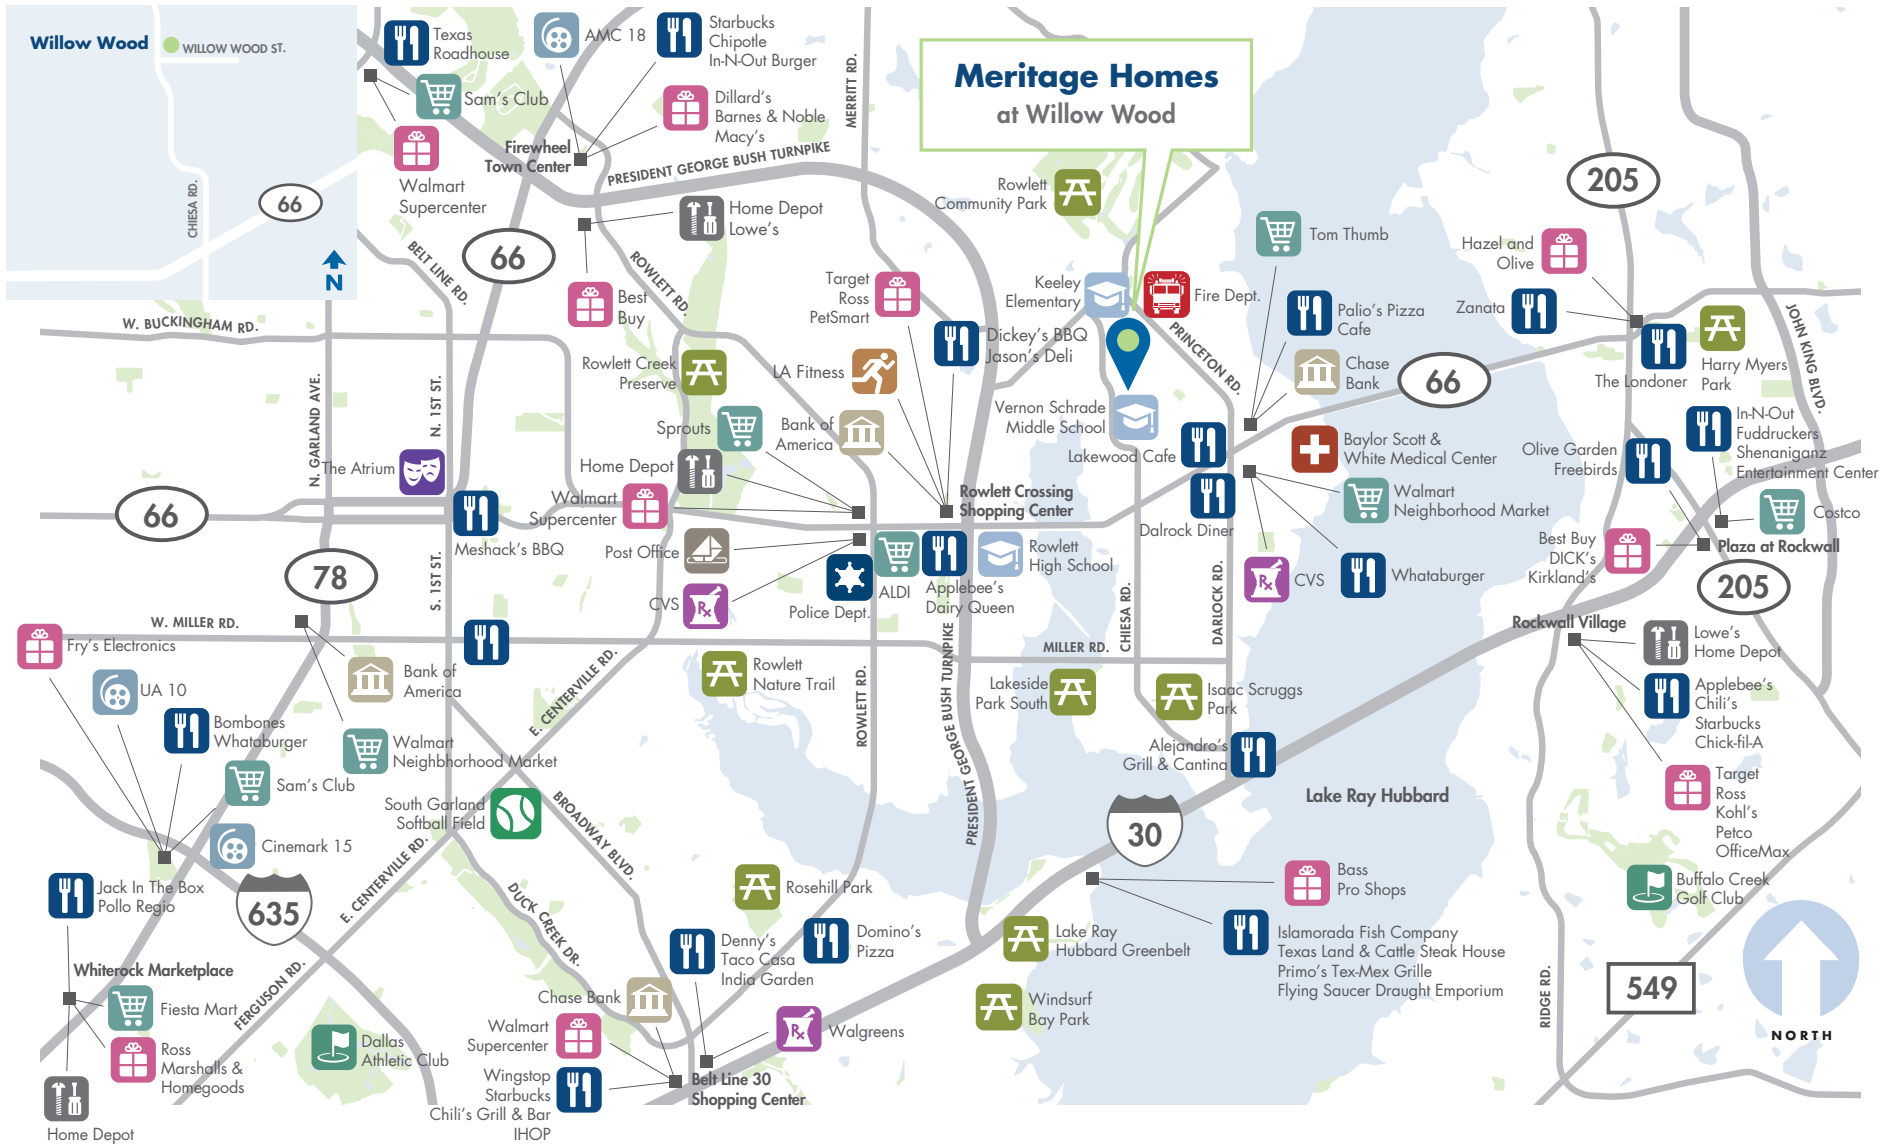 Willow Wood
WILLOW WOOD ST.
CHIESA RD.
66
N
Texas
Roadhouse
AMC 18
Starbucks
Chipotle
In-N-Out Burger
Sam's Club
Dillard's
Barnes & Noble
Macy's
Walmart
Supercenter
Firewheel
Town Center
PRESIDENT GEORGE BUSH TURNPIKE
MERRITT RD.
Meritage Homes
at Willow Wood
Rowlett
Community Park
205
Home Depot
Lowe's
BELT LINE RD.
66
ROWLETT RD.
Best
Buy
Target
Ross
PetSmart
Keeley
Elementary
Fire Dept.
Tom Thumb
Hazel and
Olive
Palio's Pizza
Cafe
Zanata
JOHN KING BLVD.
W. BUCKINGHAM RD.
Dickey's BBQ
Jason's Deli
PRINCETON RD.
Chase
Bank
66
The Londoner
Harry Myers
Park
Rowlett Creek
Preserve
LA Fitness
N. GARLAND AVE.
N. 1ST ST.
Sprouts
Bank of
America
Vernon Schrade
Middle School
Lakewood Cafe
Baylor Scott &
White Medical Center
In-N-Out
Fuddruckers
Shenaniganz
Entertainment Center
Olive Garden
Freebirds
The Atrium
Home Depot
Walmart
Supercenter
Rowlett Crossing
Shopping Center
Dalrock Diner
Walmart
Neighborhood Market
Costco
66
Meshack's BBQ
Post Office
Rowlett
High School
Best Buy
DICK's
Kirkland's
Plaza at Rockwall
78
S. 1ST ST.
CVS
Police Dept.
ALDI
Applebee's
Dairy Queen
CHIESA RD.
DARLOCK RD.
CVS
Whataburger
205
W. MILLER RD.
Fry's Electronics
Rockwall Village
Lowe's
Home Depot
MILLER RD.
UA 10
Bank of
America
E. CENTERVILLE RD.
Rowlett
Nature Trail
ROWLETT RD.
PRESIDENT GEORGE BUSH TURNPIKE
Lakeside
Park South
Isaac Scruggs
Park
Applebee's
Chili's
Starbucks
Chick-fil-A
Bombones
Whataburger
Walmart
Neighbhorhood Market
Alejandro's
Grill & Cantina
Sam's Club
Target
Ross
Kohl's
Petco
OfficeMax
South Garland
Softball Field
BROADWAY BLVD.
Lake Ray Hubbard
30
Cinemark 15
E. CENTERVILLE RD.
Jack In The Box
Pollo Regio
635
DUCK CREEK DR.
Rosehill Park
Bass
Pro Shops
Buffalo Creek
Golf Club
Denny's
Taco Casa
India Garden
Domino's
Pizza
Lake Ray
Hubbard Greenbelt
Islamorada Fish Company
Texas Land & Cattle Steak House
Primo's Tex-Mex Grille
Flying Saucer Draught Emporium
Whiterock Marketplace
FERGUSON RD.
Fiesta Mart
Chase Bank
Windsurf
Bay Park
RIDGE RD.
549
NORTH
Ross
Marshalls &
Homegoods
Dallas
Athletic Club
Walmart
Supercenter
Rx
Rx
Rx
Walgreens
Wingstop
Starbucks
Chili's Grill & Bar
IHOP
Belt Line 30
Shopping Center
Home Depot